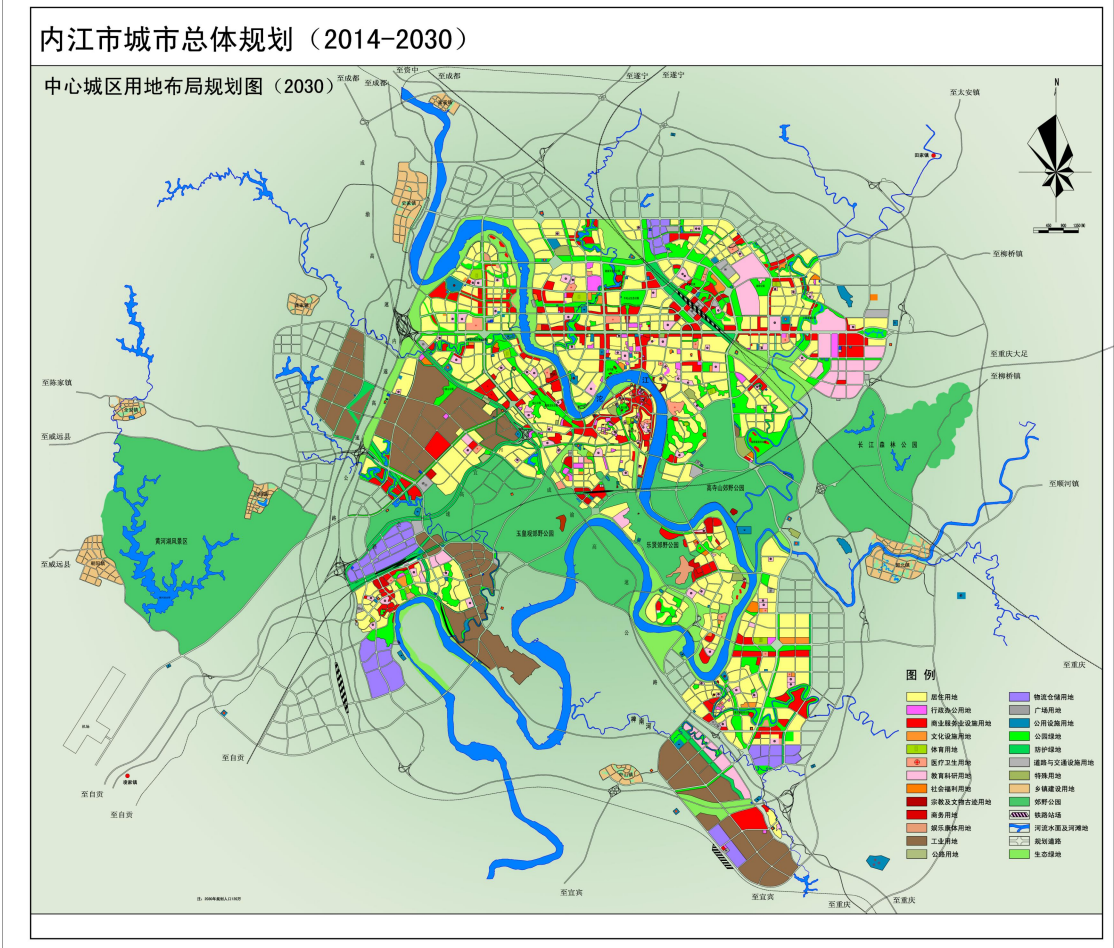 内江市城市总体规划（2014-2030）
中心城区用地布局规划图（2030）
至成都
至成都
至资中
至成都
至遂宁
至遂宁
至太安镇
N
至柳桥镇
至重庆大足
至柳桥镇
至陈家镇
至威远县
长江森林公园
至顺河镇
高寺山郊野公园
玉皇观郊野公园
乐贤郊野公园
黄河湖风景区
至威远县
沱
江
至重庆
至自贡
至自贡
至自贡
至宜宾
至宜宾
至重庆
至重庆
图例
居住用地
行政办公用地
商业服务业设施用地
文化设施用地
体育用地
医疗卫生用地
教育科研用地
社会福利用地
宗教及文物古迹用地
商务用地
娱乐康体用地
工业用地
公路用地
物流仓储用地
广场用地
公用设施用地
公园绿地
防护绿地
道路与交通设施用地
特殊用地
乡镇建设用地
郊野公园
铁路站场
河流水面及河滩地
规划道路
生态绿地